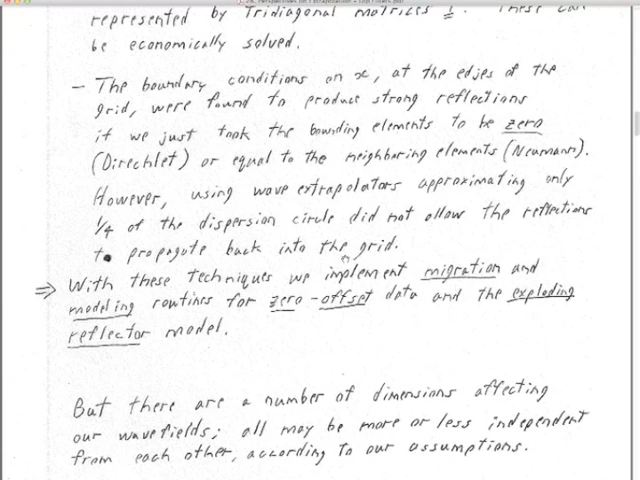 represented by Tridiagonal matrices These can
be economically solved.
- The boundary conditions on x, at the edjes of the
grid, were found to produce strong reflections
if we just took the bounding elements to be zero
(Direchlet) or equal to the neighboring elements (Neumann).
However, using wave extrapolators approximating only
1/4 of the dispersion circle did not allow the reflections
to propagate back into the grid.
⇒ With these techniques we implement migration and
modeling routines for zero-offset data and the exploding
reflector model.
But there are a number of dimensions affecting
our wavefields; all may be more or less independent
from each other, according to our assumptions.